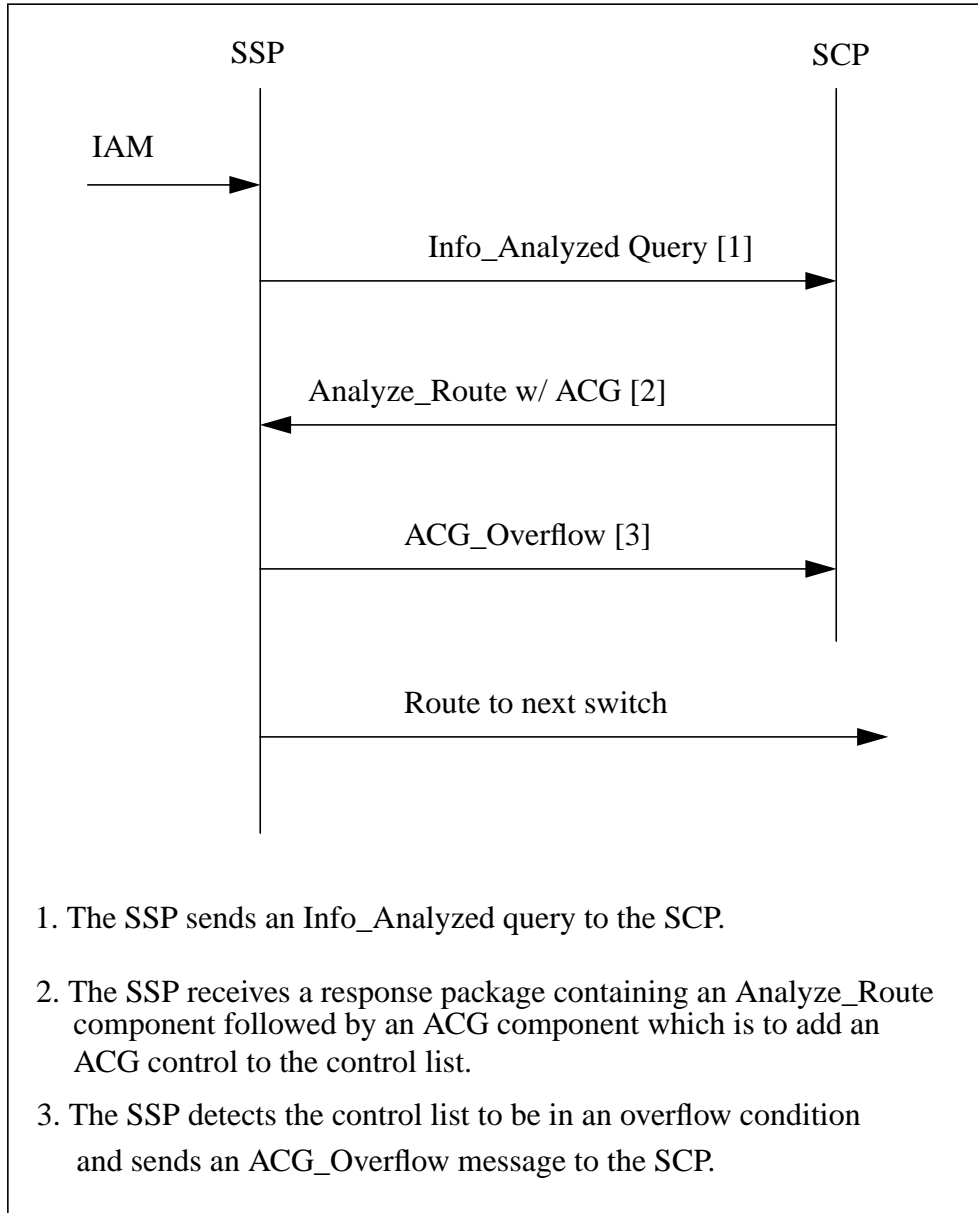 SSP SCP
IAM
Info_Analyzed Query [1]
Analyze_Route w/ ACG [2]
ACG_Overflow [3]
Route to next switch
1. The SSP sends an Info_Analyzed query to the SCP.
2. The SSP receives a response package containing an Analyze_Route
component followed by an ACG component which is to add an
ACG control to the control list.
3. The SSP detects the control list to be in an overflow condition
and sends an ACG_Overflow message to the SCP.